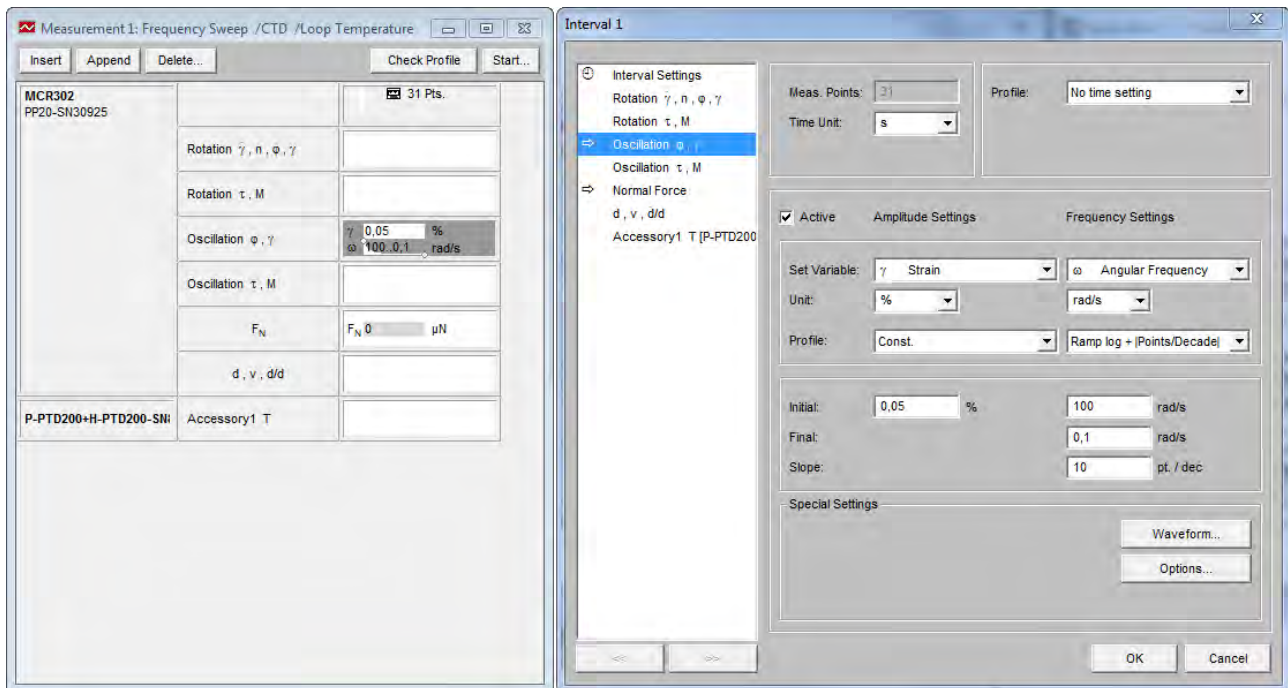 Measurement 1: Frequency Sweep /CTD /Loop Temperature
Insert Append Delete... Check Profile Start...
MCR302
PP20-SN30925
31 Pts.
Rotation γ̇ , n , φ , γ
Rotation τ , M
Oscillation φ , γ
γ 0,05 %
ω 100..0,1 rad/s
Oscillation τ , M
FN
FN 0 µN
d , v , d/d
P-PTD200+H-PTD200-SN
Accessory1 T
Interval 1
Interval Settings
Rotation γ̇ , n , φ , γ
Rotation τ , M
Oscillation φ , γ
Oscillation τ , M
Normal Force
d , v , d/d
Accessory1 T [P-PTD200
<< >>
Meas. Points: 31
Time Unit: s
Profile: No time setting
Active Amplitude Settings Frequency Settings
Set Variable: γ Strain ω Angular Frequency
Unit: % rad/s
Profile: Const. Ramp log + |Points/Decade|
Initial: 0,05 % 100 rad/s
Final: 0,1 rad/s
Slope: 10 pt. / dec
Special Settings
Waveform...
Options...
OK Cancel